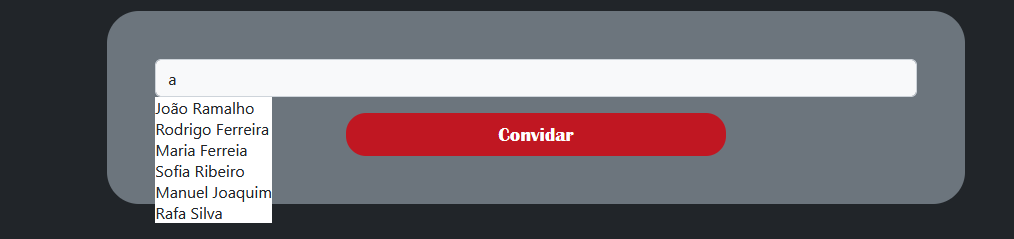 a
João Ramalho
Rodrigo Ferreira
Maria Ferreia
Sofia Ribeiro
Manuel Joaquim
Rafa Silva
Convidar